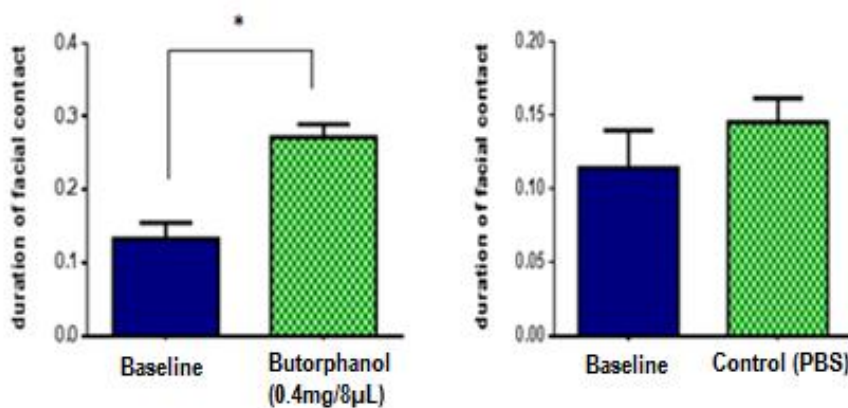 *
0.4
0.3
0.2
0.1
0.0
duration of facial contact
Baseline
Butorphanol
(0.4mg/8µL)
0.20
0.15
0.10
0.05
0.00
duration of facial contact
Baseline
Control (PBS)